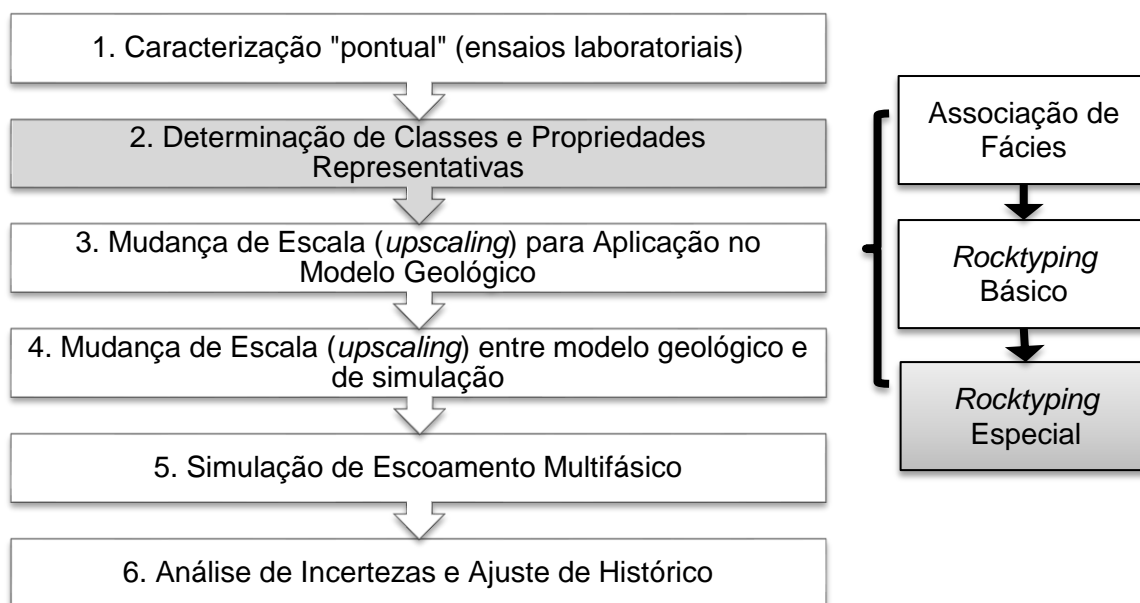 1. Caracterização "pontual" (ensaios laboratoriais)
2. Determinação de Classes e Propriedades
Representativas
3. Mudança de Escala (upscaling) para Aplicação no
Modelo Geológico
4. Mudança de Escala (upscaling) entre modelo geológico e
de simulação
5. Simulação de Escoamento Multifásico
6. Análise de Incertezas e Ajuste de Histórico
Associação de
Fácies
Rocktyping
Básico
Rocktyping
Especial